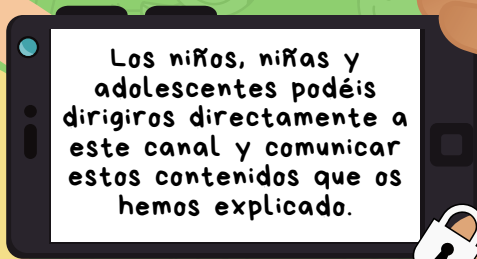 Los niños, niñas y
adolescentes podéis
dirigiros directamente a
este canal y comunicar
estos contenidos que os
hemos explicado.